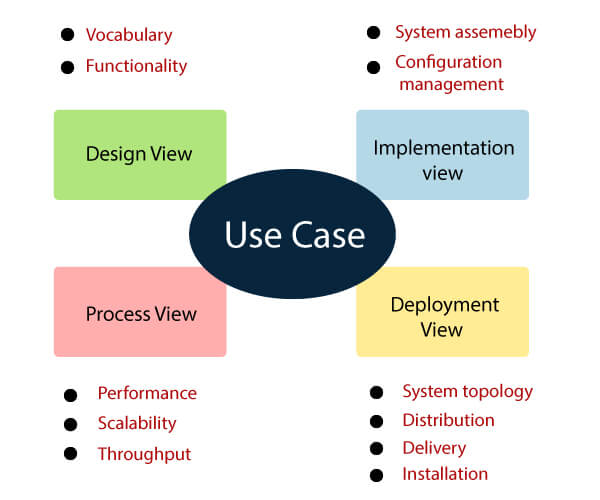 Vocabulary
Functionality
System assemebly
Configuration
management
Design View
Implementation
view
Use Case
Process View
Deployment
View
Performance
Scalability
Throughput
System topology
Distribution
Delivery
Installation